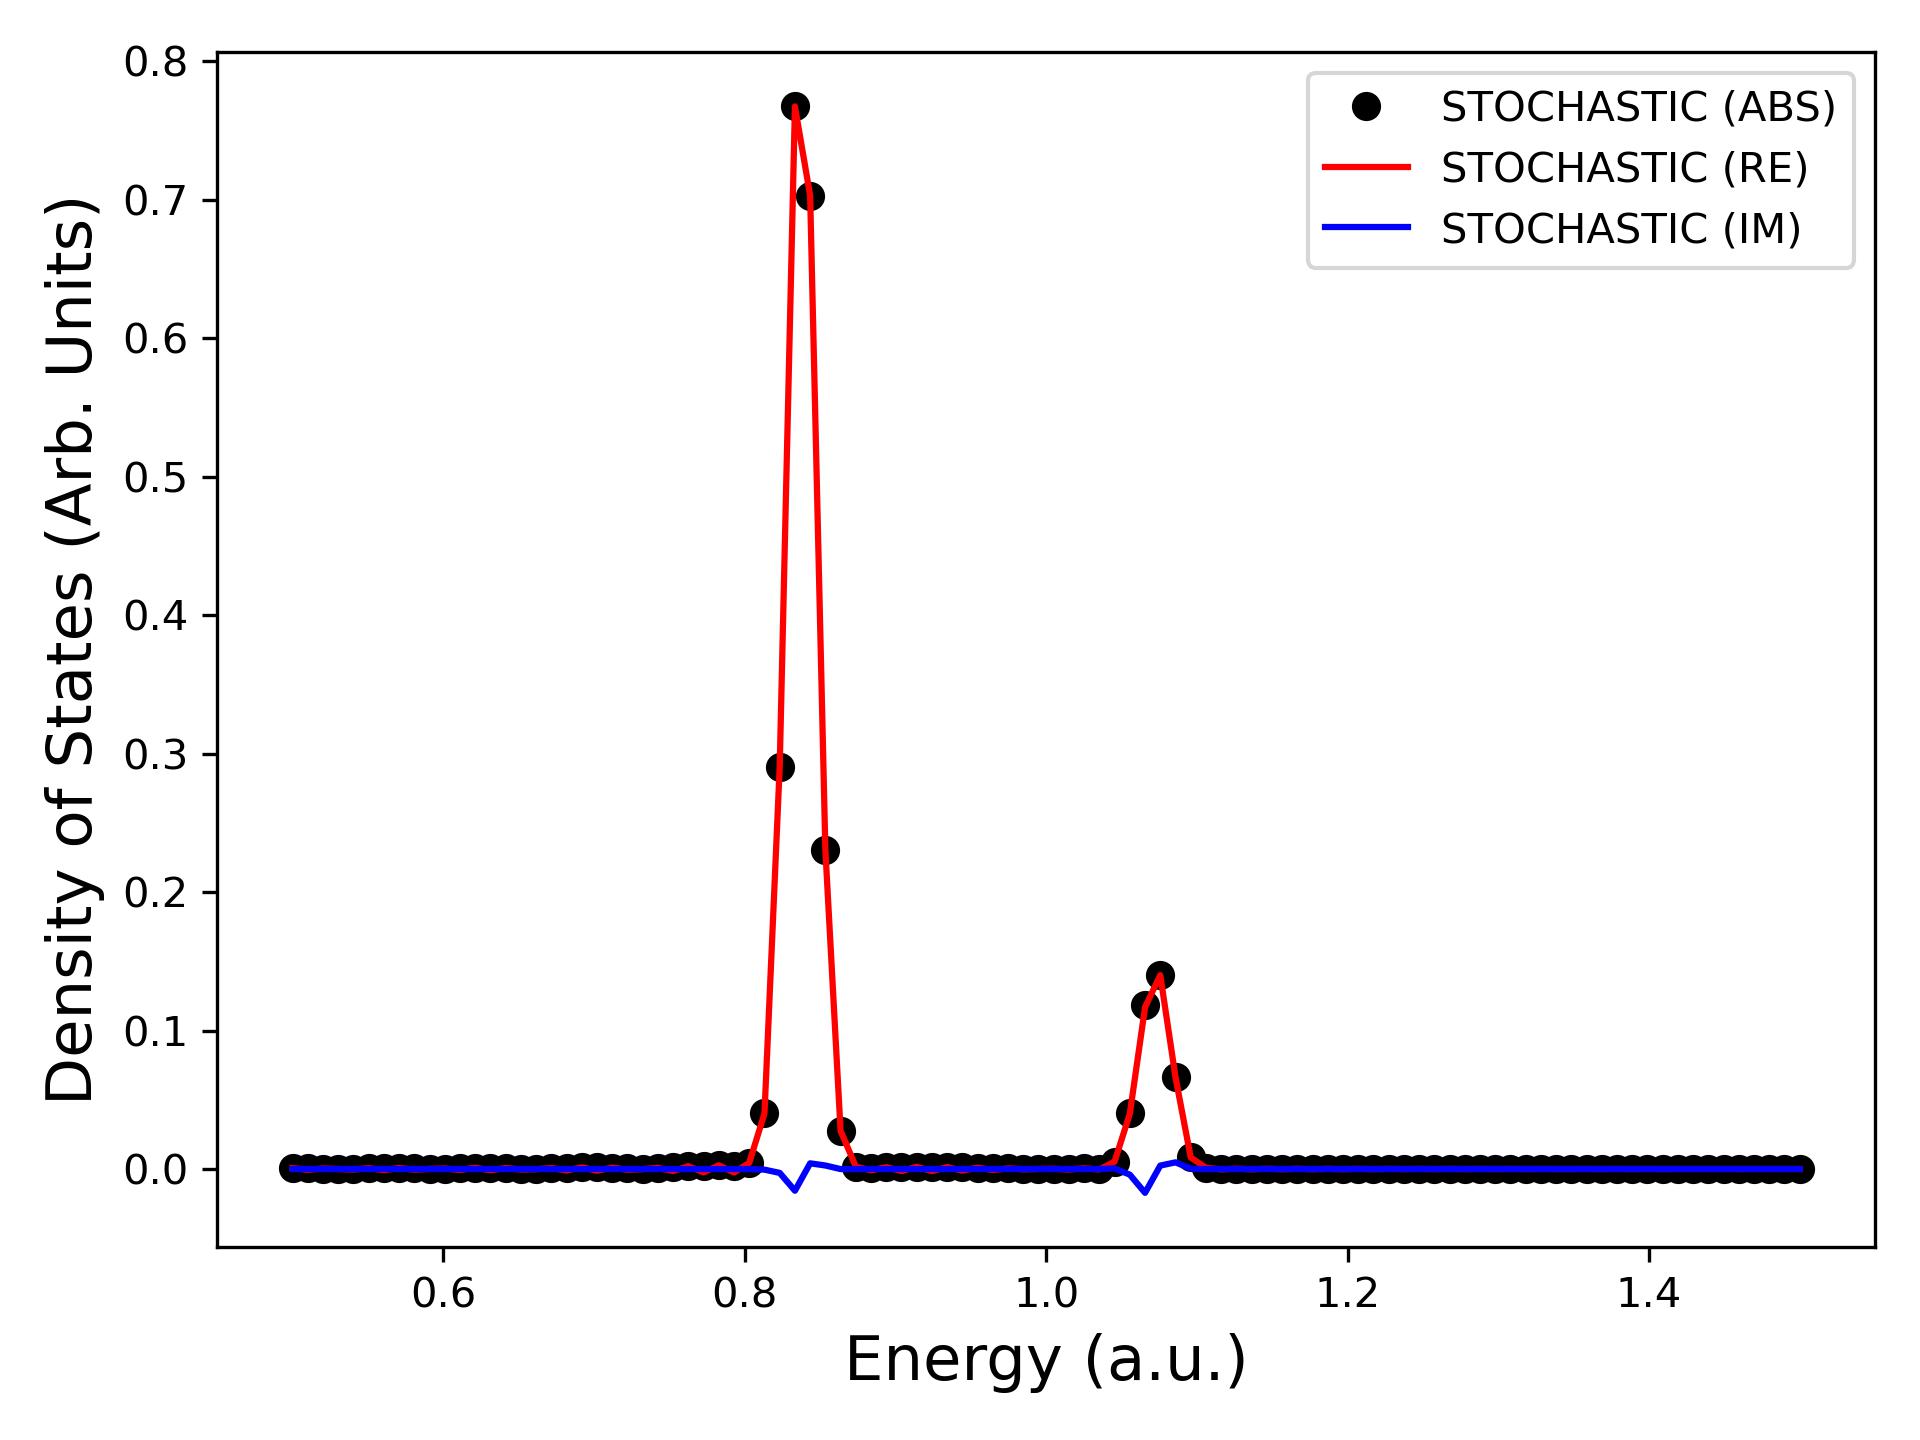 0.8
0.7
0.6
0.5
0.4
0.3
0.2
0.1
0.0
Density of States (Arb. Units)
STOCHASTIC (ABS)
STOCHASTIC (RE)
STOCHASTIC (IM)
0.6 0.8 1.0 1.2 1.4
Energy (a.u.)